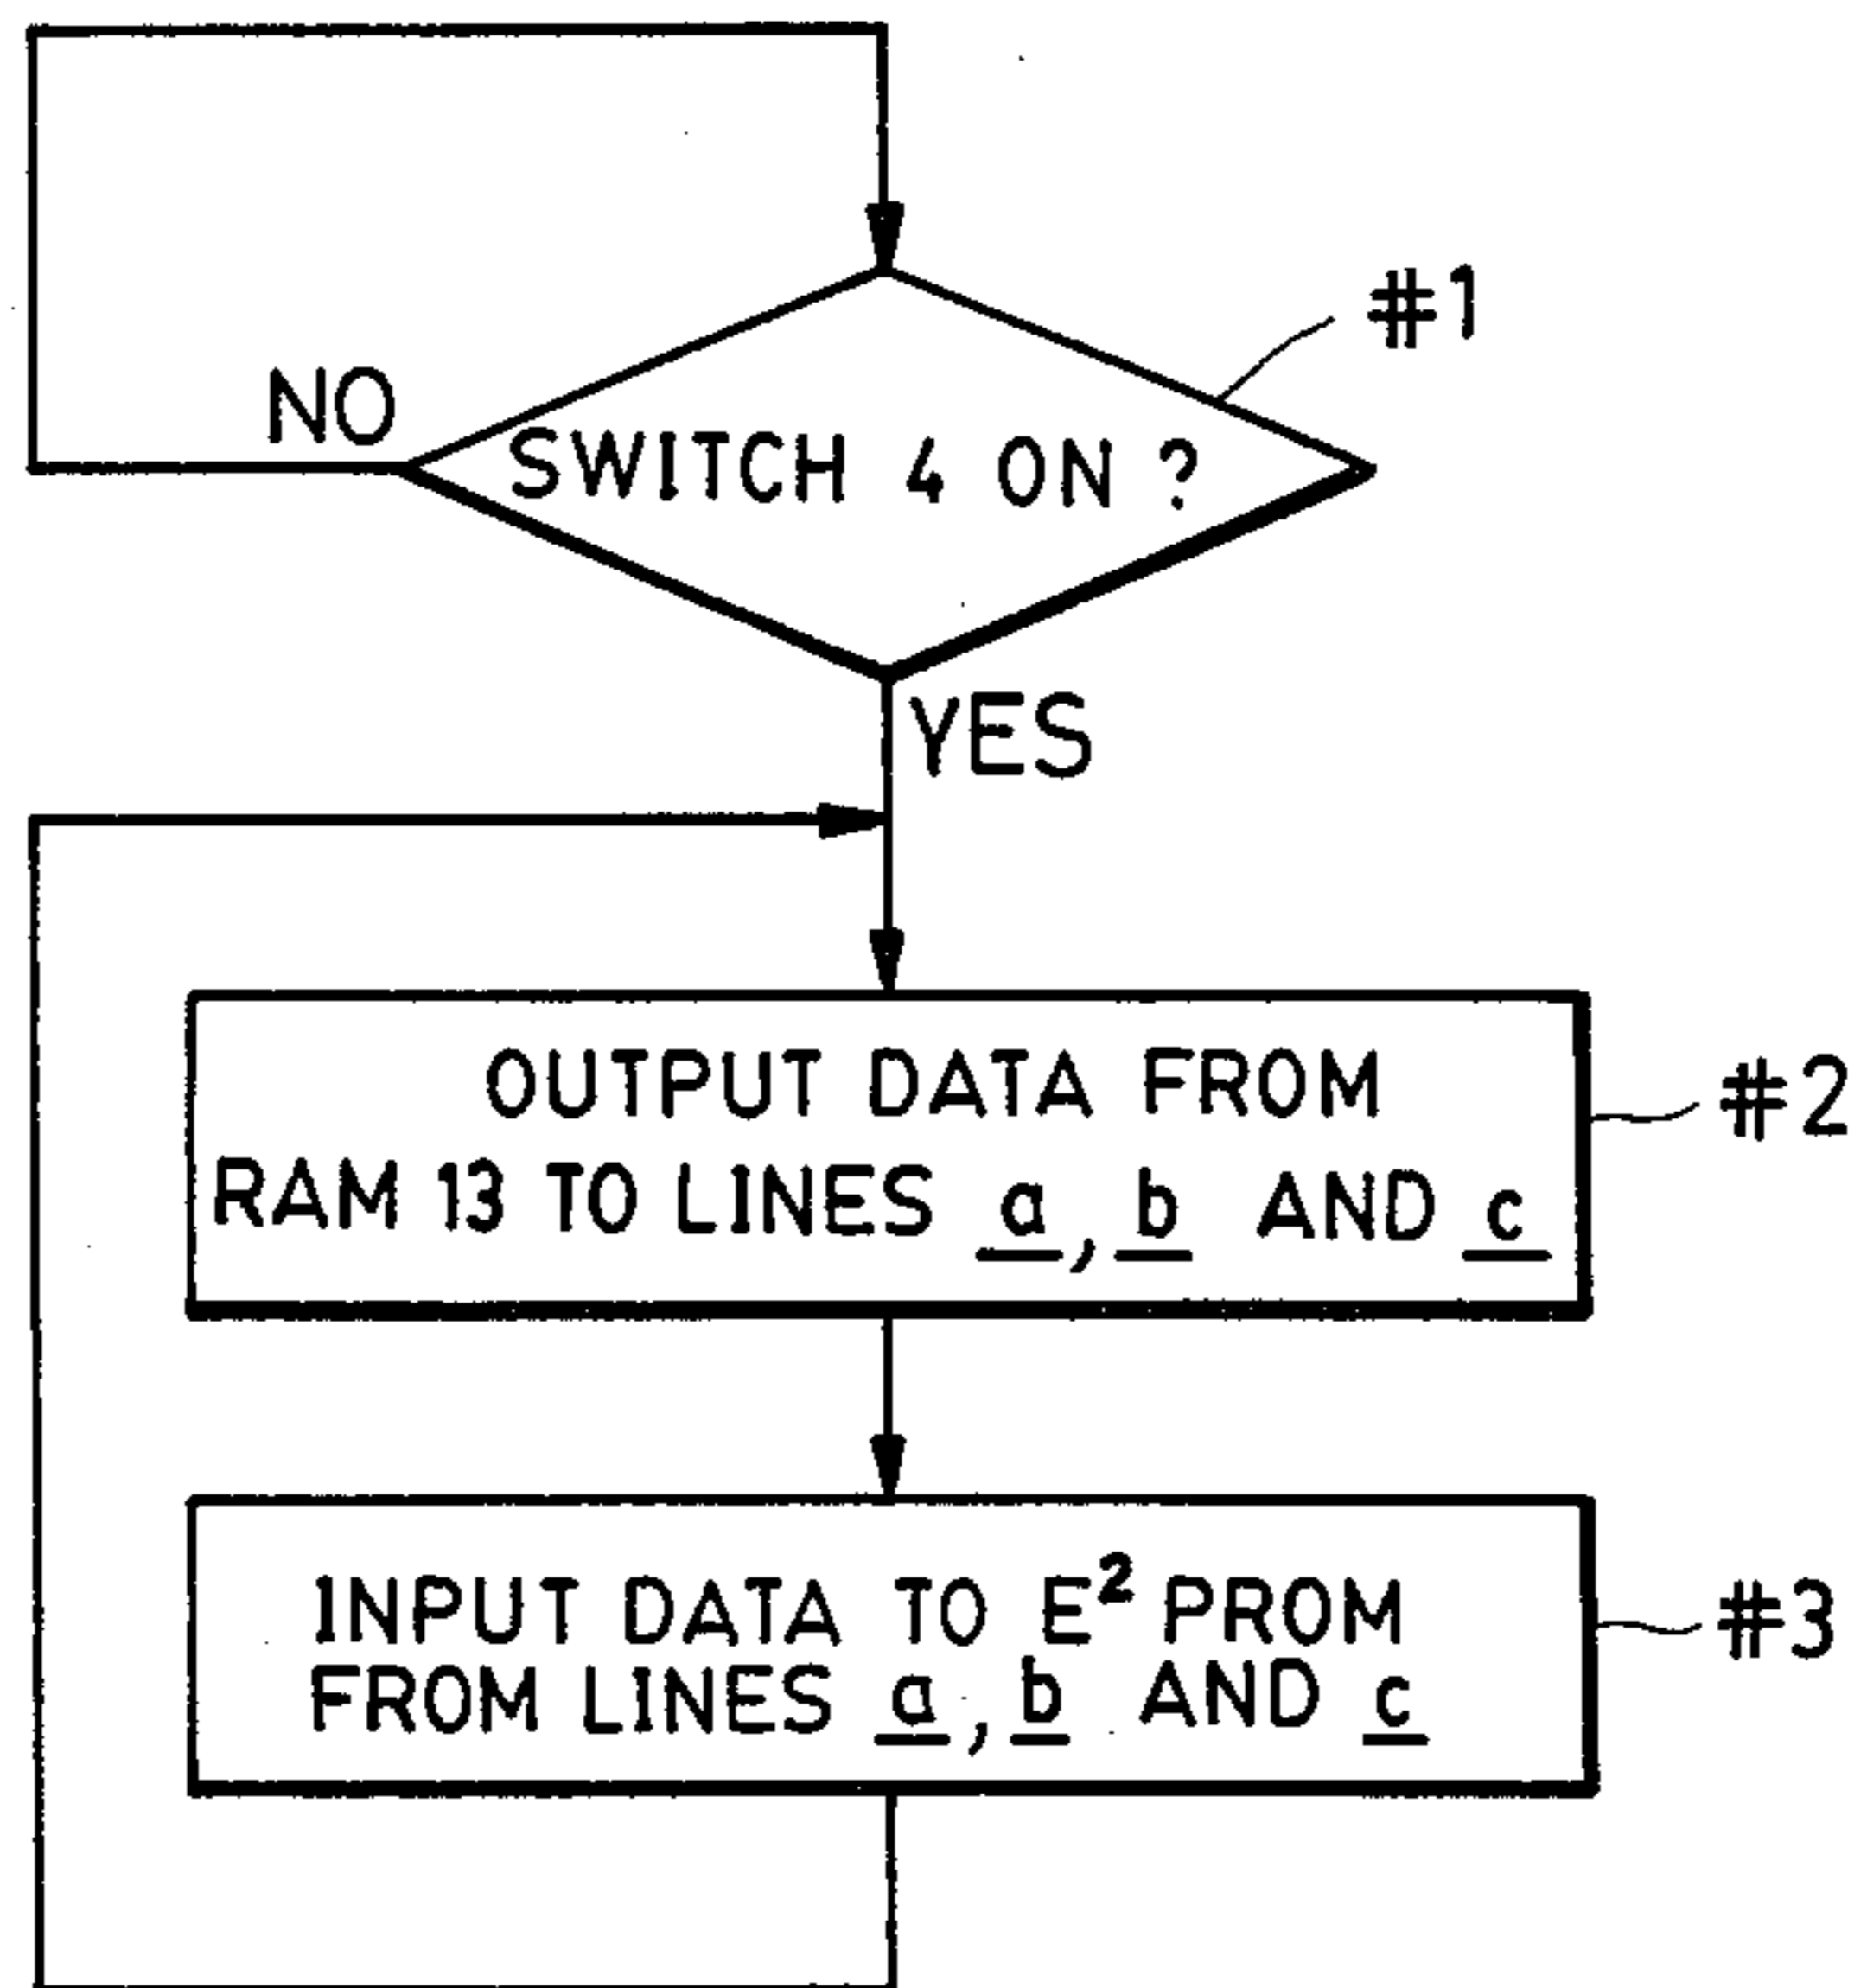 #1
NO
SWITCH 4 ON ?
YES
OUTPUT DATA FROM
RAM 13 TO LINES a, b AND c
#2
INPUT DATA TO E² PROM
FROM LINES a, b AND c
#3